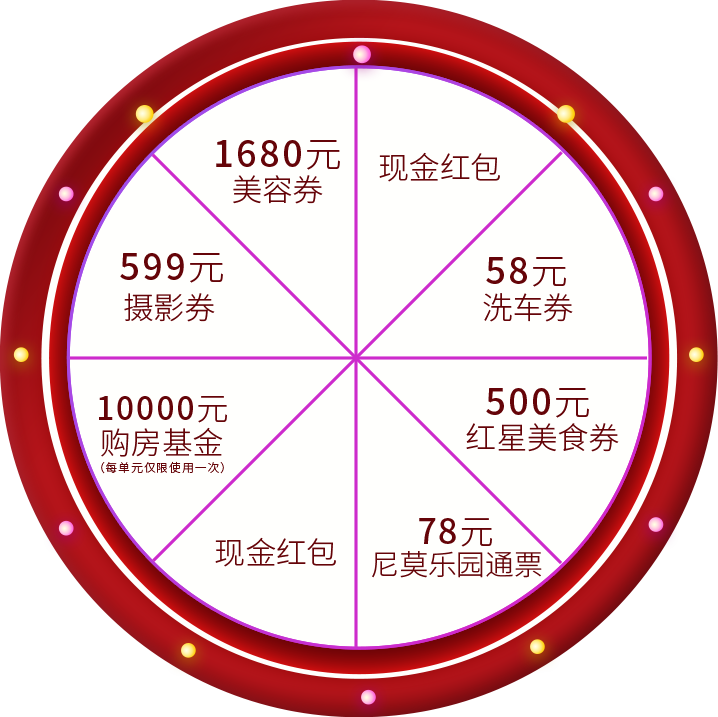 1680元
美容券
现金红包
599元
摄影券
58元
洗车券
10000元
购房基金
(每单元仅限使用一次)
500元
红星美食券
现金红包
78元
尼莫乐园通票